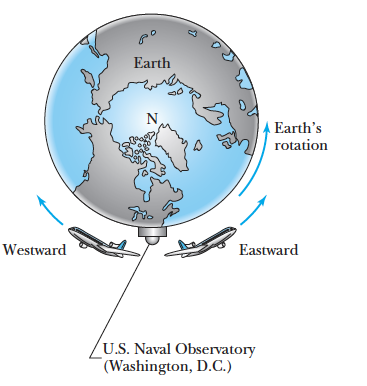 Earth
N
Earth's
rotation
Westward
Eastward
U.S. Naval Observatory
(Washington, D.C.)